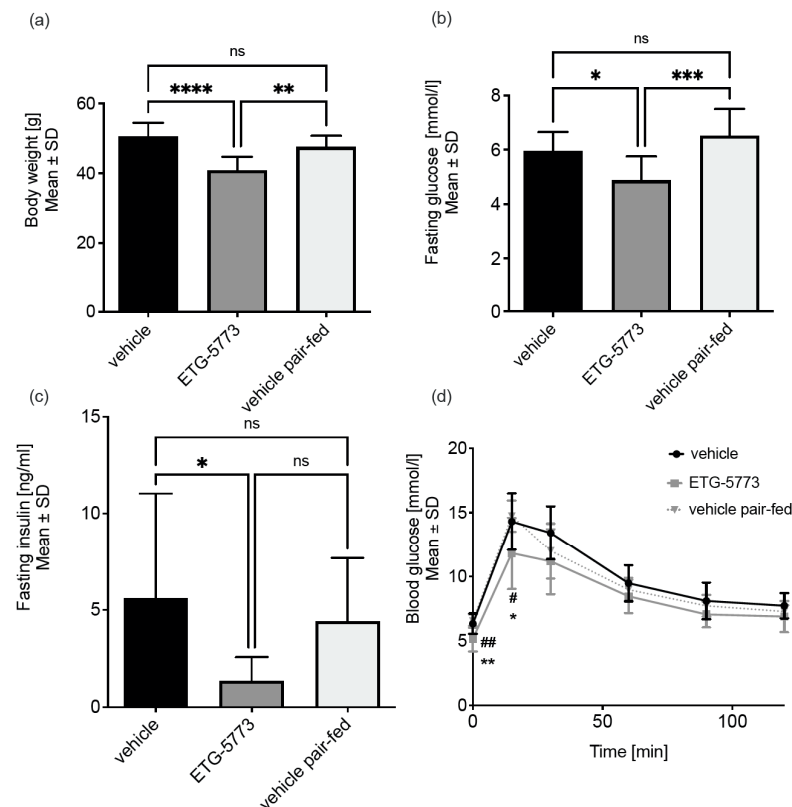 (a)
ns
**** **
Body weight [g]
Mean ± SD
60
40
20
0
vehicle
ETG-5773
vehicle pair-fed
(b)
ns
* ***
Fasting glucose [mmol/l]
Mean ± SD
8
6
4
2
0
vehicle
ETG-5773
vehicle pair-fed
(c)
ns
* ns
Fasting insulin [ng/ml]
Mean ± SD
15
10
5
0
vehicle
ETG-5773
vehicle pair-fed
(d)
Blood glucose [mmol/l]
Mean ± SD
20
15
10
5
0
vehicle
ETG-5773
vehicle pair-fed
#
*
##
**
0 50 100
Time [min]